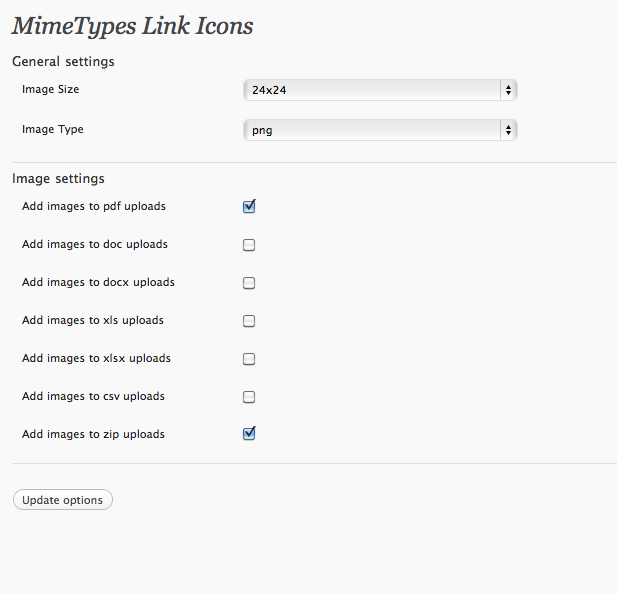 MimeTypes Link Icons
General settings
Image Size 24x24
Image Type png
Image settings
Add images to pdf uploads
Add images to doc uploads
Add images to docx uploads
Add images to xls uploads
Add images to xlsx uploads
Add images to csv uploads
Add images to zip uploads
Update options